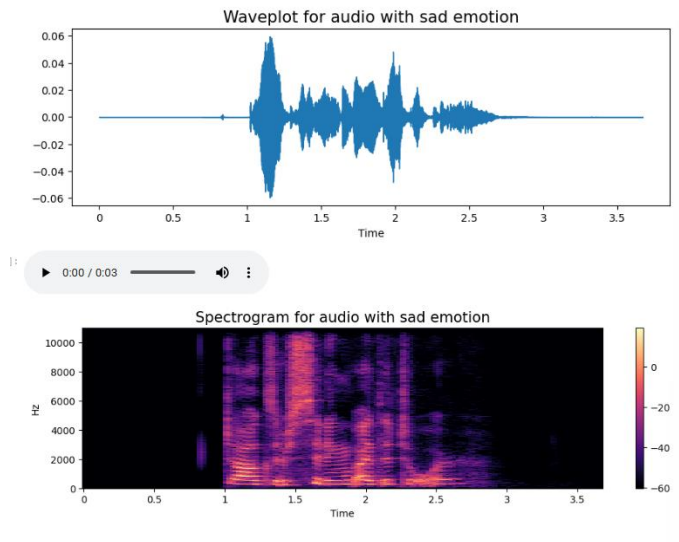 Waveplot for audio with sad emotion
0.06
0.04
0.02
0.00
−0.02
−0.04
−0.06
0 0.5 1 1.5 2 2.5 3 3.5
Time
]:
0:00 / 0:03
Spectrogram for audio with sad emotion
10000
8000
6000
4000
2000
0
Hz
0 0.5 1 1.5 2 2.5 3 3.5
Time
0
−20
−40
−60